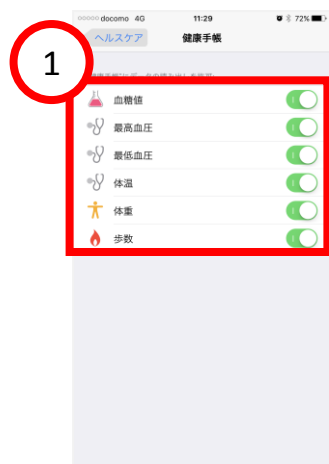 docomo 4G 11:29 72%
ヘルスケア 健康手帳
1
血糖値
最高血圧
最低血圧
体温
体重
歩数